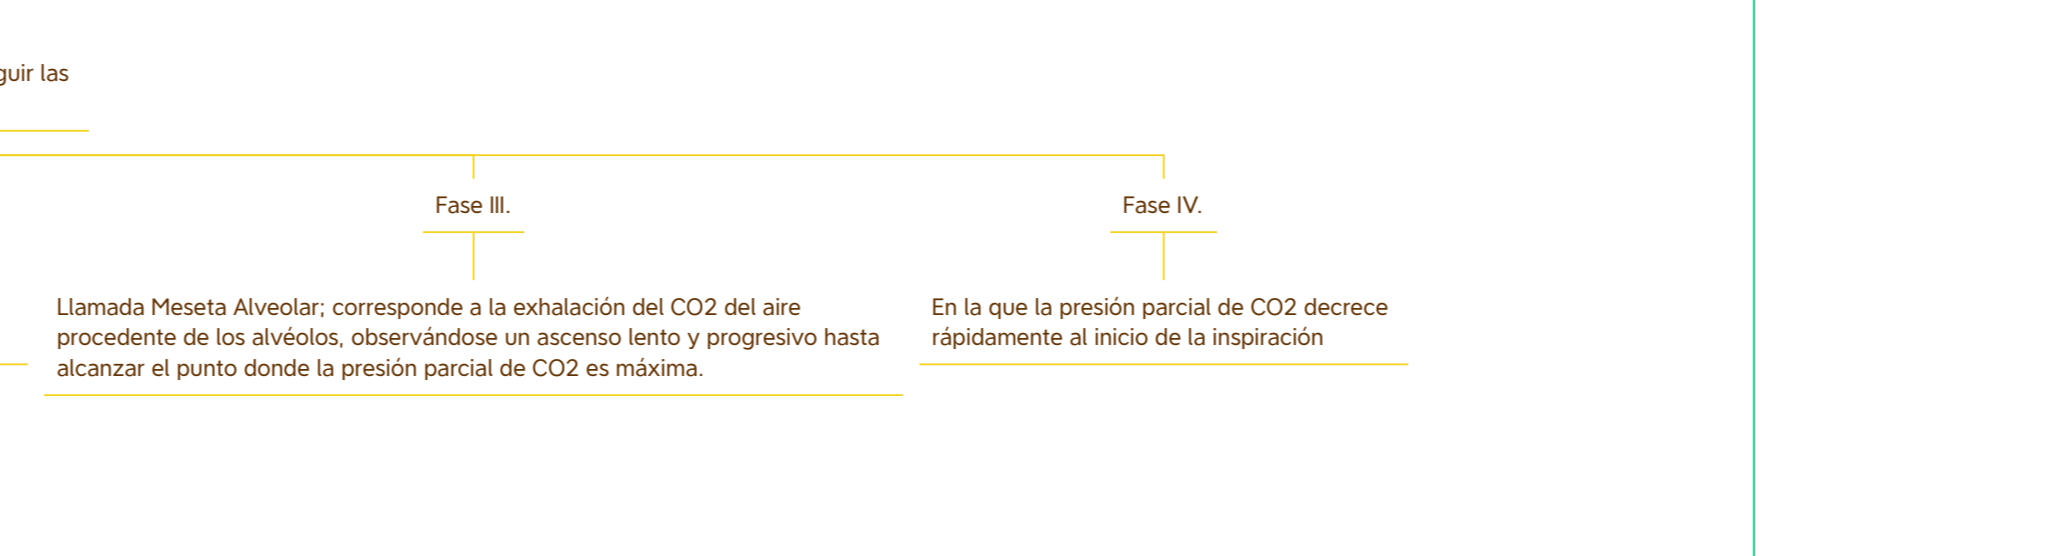 las
Fase III.
Fase IV.
Llamada Meseta Alveolar; corresponde a la exhalación del CO2 del aire
procedente de los alvéolos, observándose un ascenso lento y progresivo hasta
alcanzar el punto donde la presión parcial de CO2 es máxima.
En la que la presión parcial de CO2 decrece
rápidamente al inicio de la inspiración